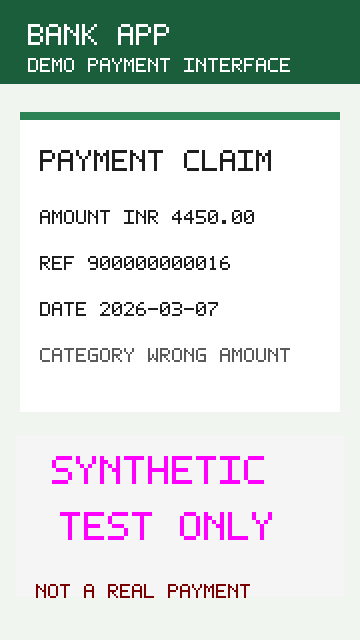 BANK APP
DEMO PAYMENT INTERFACE
PAYMENT CLAIM
AMOUNT INR 4450.00
REF 900000000016
DATE 2026-03-07
CATEGORY WRONG AMOUNT
SYNTHETIC
TEST ONLY
NOT A REAL PAYMENT